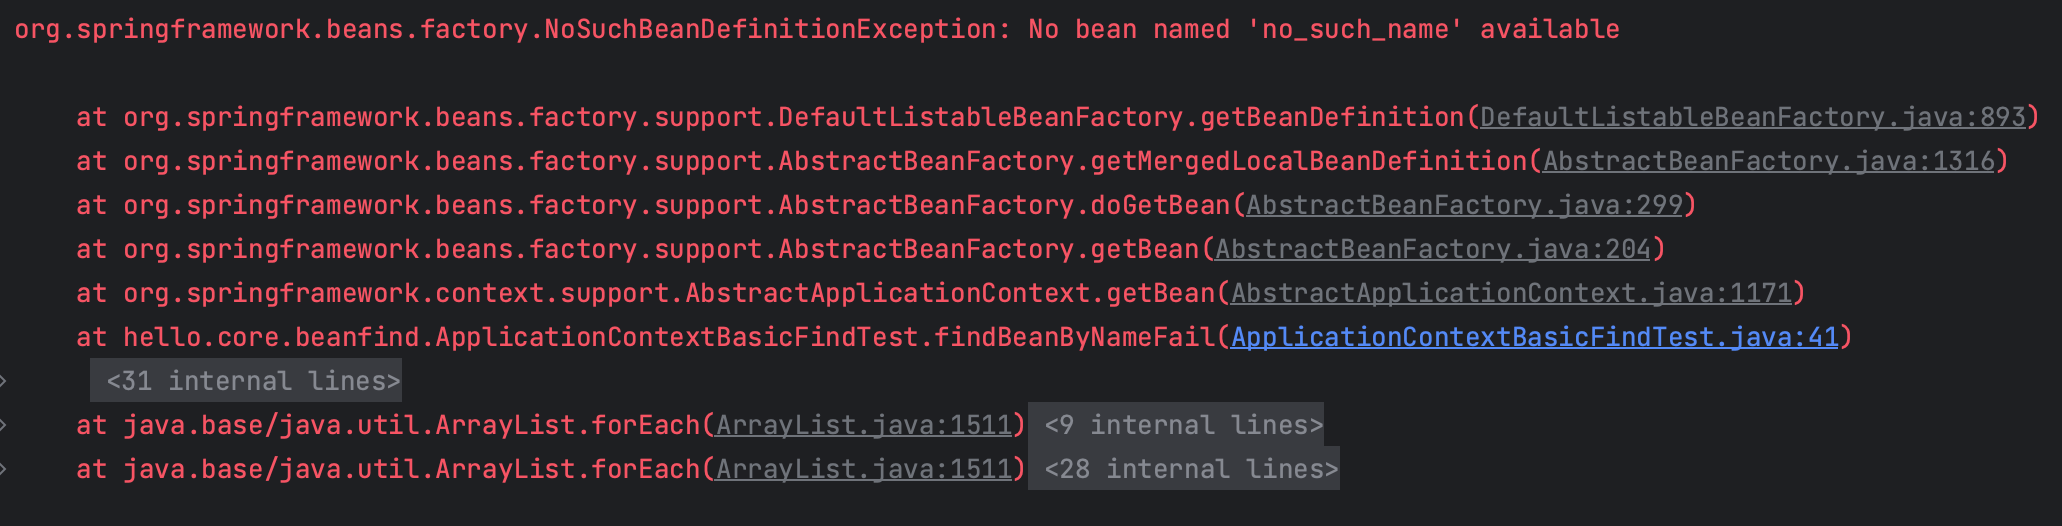 org.springframework.beans.factory.NoSuchBeanDefinitionException: No bean named 'no_such_name' available
at org.springframework.beans.factory.support.DefaultListableBeanFactory.getBeanDefinition(DefaultListableBeanFactory.java:893)
at org.springframework.beans.factory.support.AbstractBeanFactory.getMergedLocalBeanDefinition(AbstractBeanFactory.java:1316)
at org.springframework.beans.factory.support.AbstractBeanFactory.doGetBean(AbstractBeanFactory.java:299)
at org.springframework.beans.factory.support.AbstractBeanFactory.getBean(AbstractBeanFactory.java:204)
at org.springframework.context.support.AbstractApplicationContext.getBean(AbstractApplicationContext.java:1171)
at hello.core.beanfind.ApplicationContextBasicFindTest.findBeanByNameFail(ApplicationContextBasicFindTest.java:41)
<31 internal lines>
at java.base/java.util.ArrayList.forEach(ArrayList.java:1511) <9 internal lines>
at java.base/java.util.ArrayList.forEach(ArrayList.java:1511) <28 internal lines>